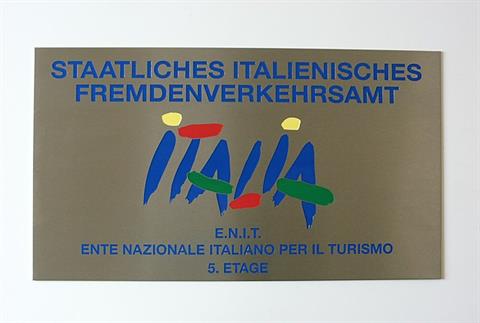 STAATLICHES ITALIENISCHES
FREMDENVERKEHRSAMT
ITALIA
E.N.I.T.
ENTE NAZIONALE ITALIANO PER IL TURISMO
5. ETAGE